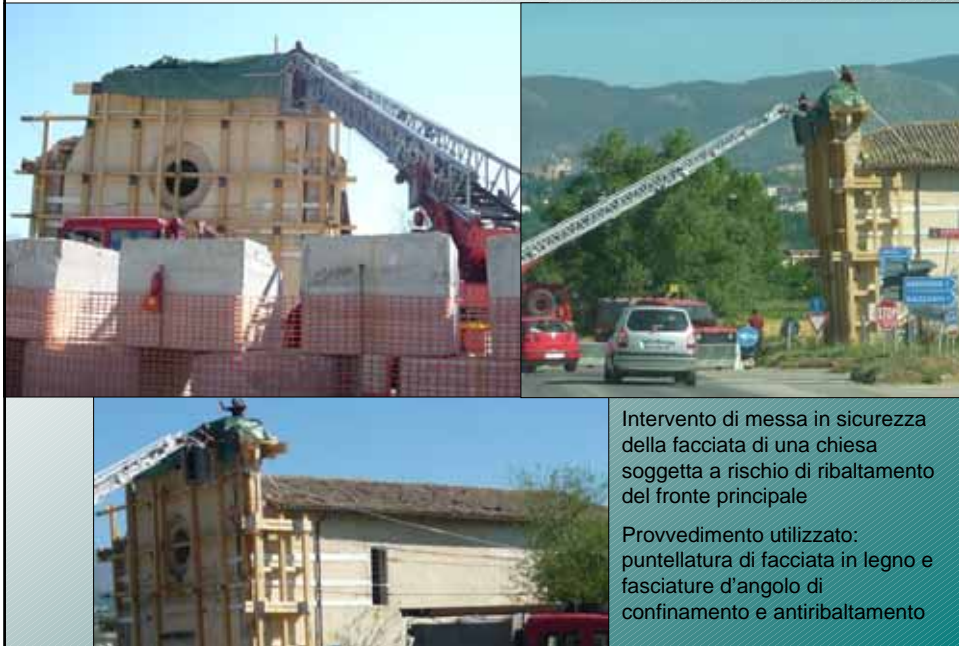 STOP
Intervento di messa in sicurezza
della facciata di una chiesa
soggetta a rischio di ribaltamento
del fronte principale
Provvedimento utilizzato:
puntellatura di facciata in legno e
fasciature d'angolo di
confinamento e antiribaltamento